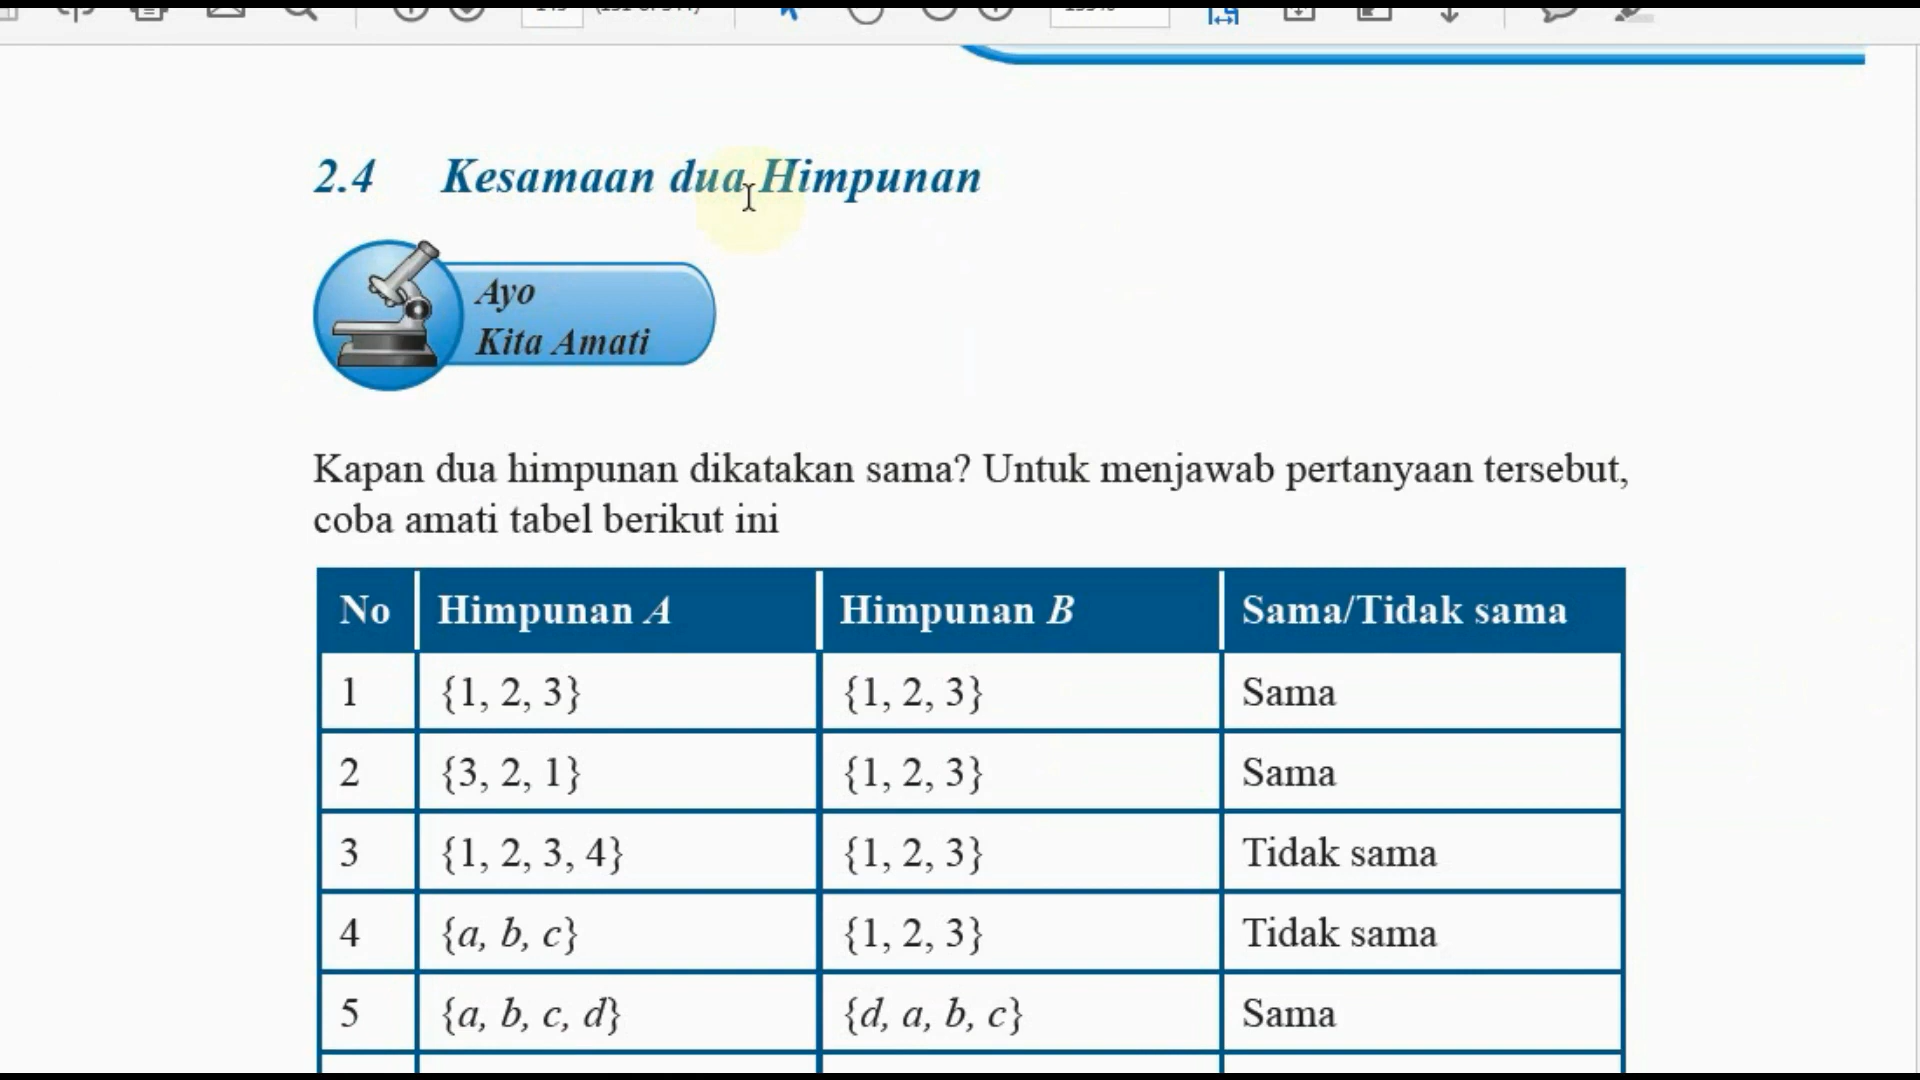 2.4 Kesamaan dua Himpunan
Ayo
Kita Amati
Kapan dua himpunan dikatakan sama? Untuk menjawab pertanyaan tersebut,
coba amati tabel berikut ini
No Himpunan A Himpunan B Sama/Tidak sama
1 {1, 2, 3} {1, 2, 3} Sama
2 {3, 2, 1} {1, 2, 3} Sama
3 {1, 2, 3, 4} {1, 2, 3} Tidak sama
4 {a, b, c} {1, 2, 3} Tidak sama
5 {a, b, c, d} {d, a, b, c} Sama